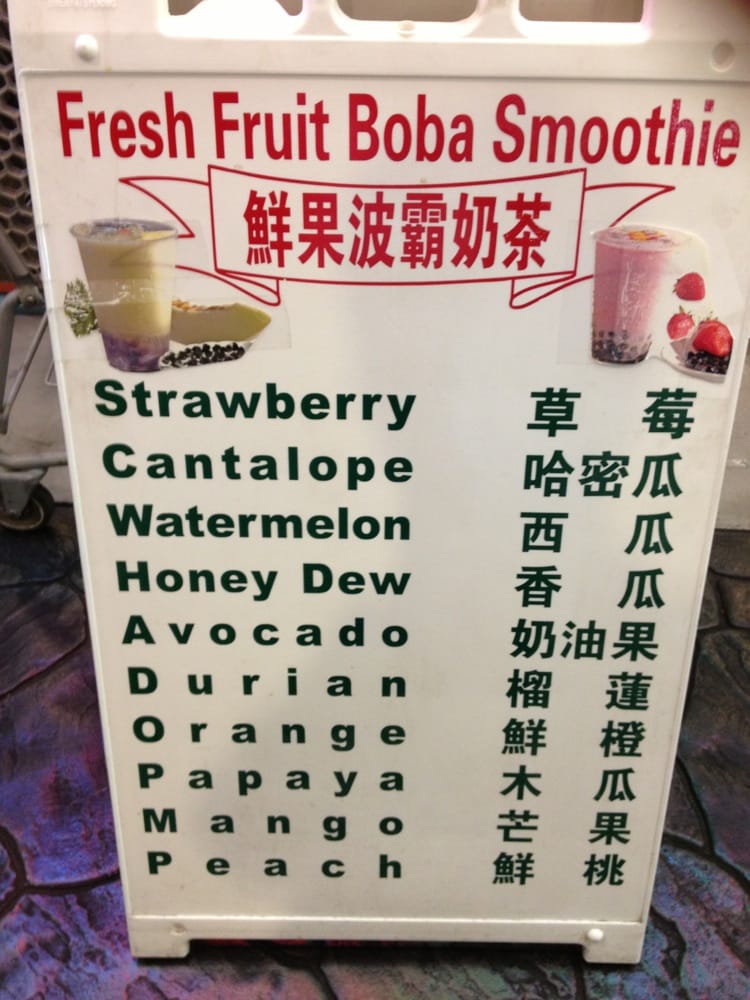 Fresh Fruit Boba Smoothie
鮮果波霸奶茶
Strawberry 草莓
Cantalope 哈密瓜
Watermelon 西瓜
Honey Dew 香瓜
Avocado 奶油果
Durian 榴蓮
Orange 鮮橙
Papaya 木瓜
Mango 芒果
Peach 鮮桃